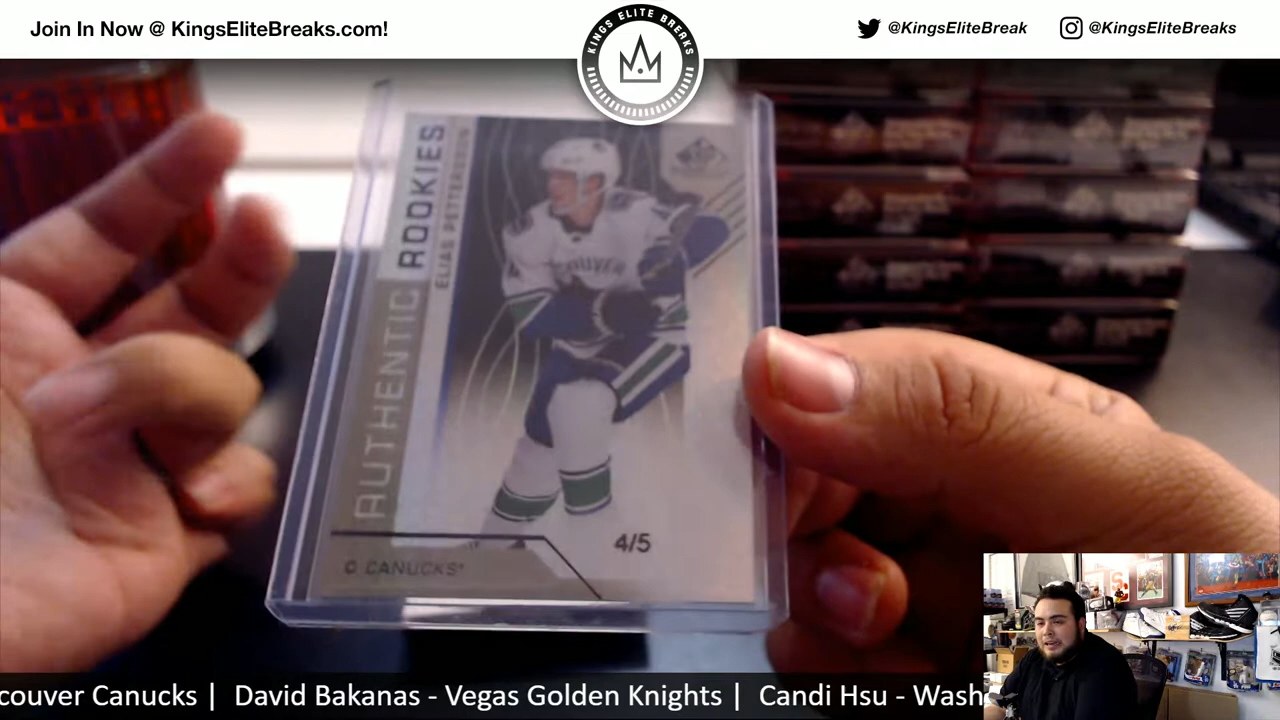 Join In Now @ KingsEliteBreaks.com!
KINGS ELITE BREAKS
@KingsEliteBreak
@KingsEliteBreaks
AUTHENTIC ROOKIES
ELIAS PETTERSSON
SP
4/5
C CANUCKS
couver Canucks | David Bakanas - Vegas Golden Knights | Candi Hsu - Wash